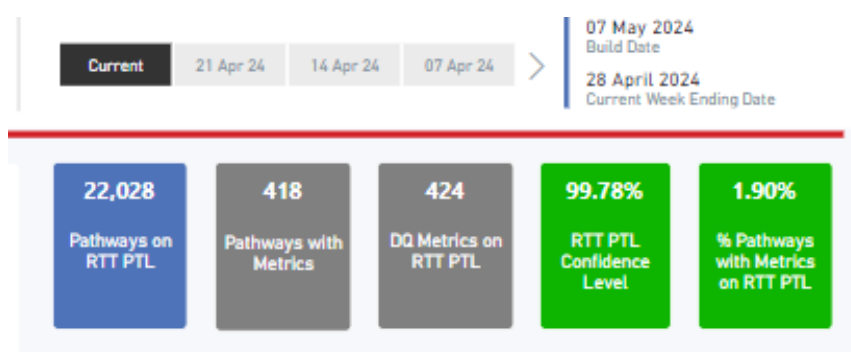 Current
21 Apr 24
14 Apr 24
07 Apr 24
07 May 2024
Build Date
28 April 2024
Current Week Ending Date
22,028
Pathways on
RTT PTL
418
Pathways with
Metrics
424
DQ Metrics on
RTT PTL
99.78%
RTT PTL
Confidence
Level
1.90%
% Pathways
with Metrics
on RTT PTL